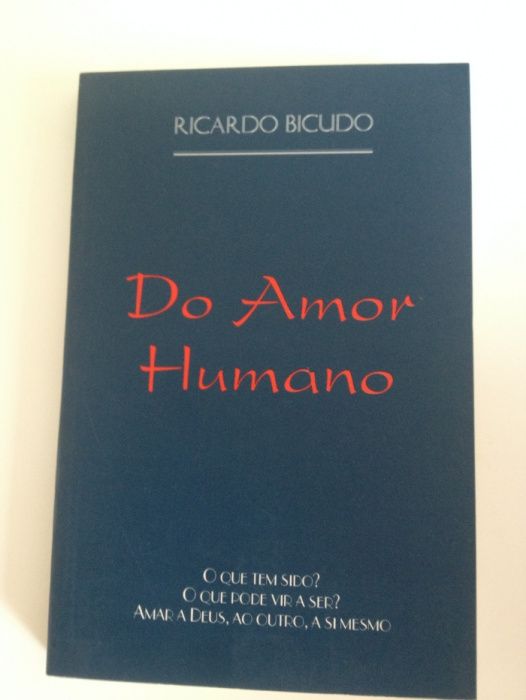 RICARDO BICUDO
Do Amor
Humano
O QUE TEM SIDO?
O QUE PODE VIR A SER?
AMAR A DEUS, AO OUTRO, A SI MESMO